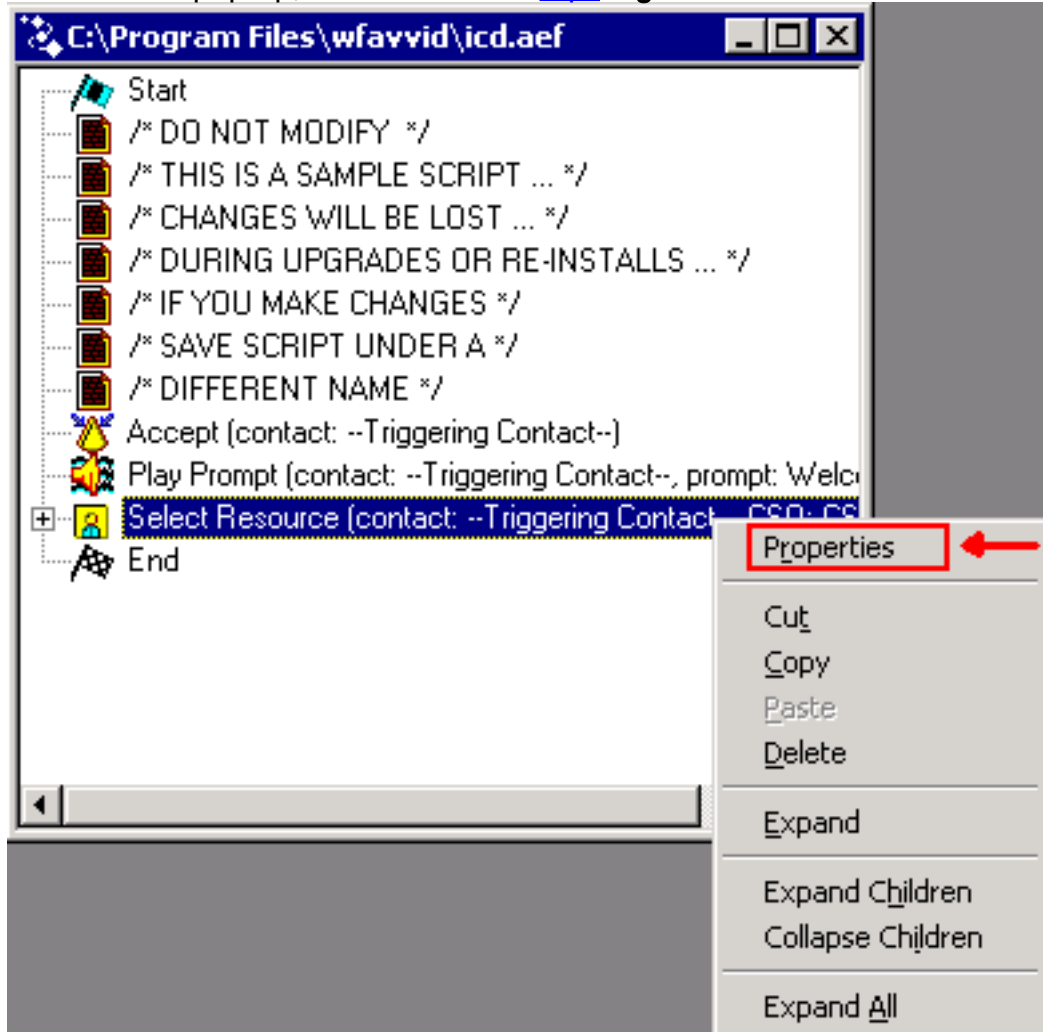 C:\Program Files\wfavvid\icd.aef
Start
/* DO NOT MODIFY */
/* THIS IS A SAMPLE SCRIPT ... */
/* CHANGES WILL BE LOST ... */
/* DURING UPGRADES OR RE-INSTALLS ... */
/* IF YOU MAKE CHANGES */
/* SAVE SCRIPT UNDER A */
/* DIFFERENT NAME */
Accept (contact: --Triggering Contact--)
Play Prompt (contact: --Triggering Contact--, prompt: Welc
Select Resource (contact: --Triggering Contact
End
Properties
Cut
Copy
Paste
Delete
Expand
Expand Children
Collapse Children
Expand All